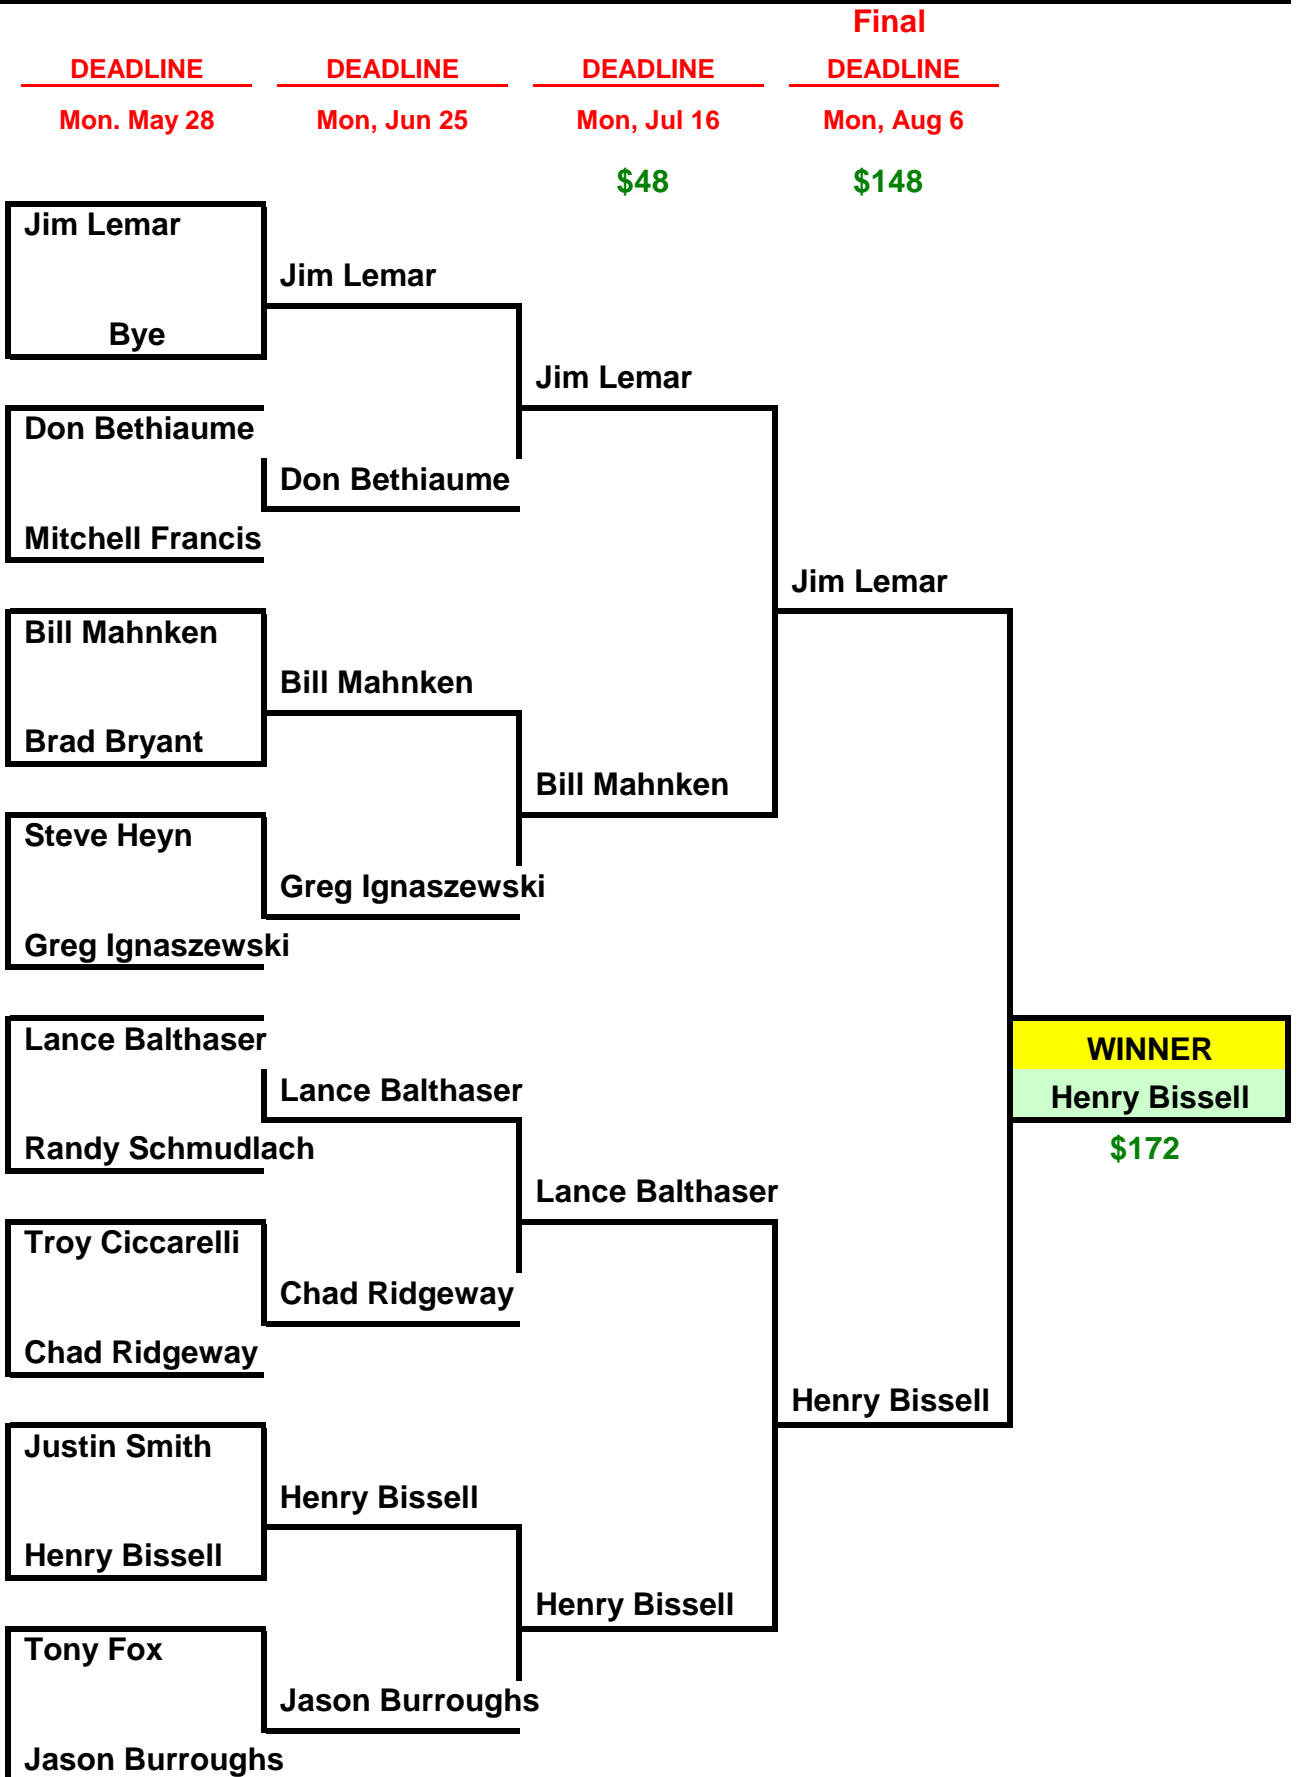 Final
DEADLINE DEADLINE DEADLINE DEADLINE
Mon. May 28 Mon, Jun 25 Mon, Jul 16 Mon, Aug 6
$48 $148
Jim Lemar
Jim Lemar
Bye
Jim Lemar
Don Bethiaume
Don Bethiaume
Mitchell Francis
Jim Lemar
Bill Mahnken
Bill Mahnken
Brad Bryant
Bill Mahnken
Steve Heyn
Greg Ignaszewski
Greg Ignaszewski
Lance Balthaser
WINNER
Lance Balthaser
Henry Bissell
Randy Schmudlach
$172
Lance Balthaser
Troy Ciccarelli
Chad Ridgeway
Chad Ridgeway
Henry Bissell
Justin Smith
Henry Bissell
Henry Bissell
Henry Bissell
Tony Fox
Jason Burroughs
Jason Burroughs